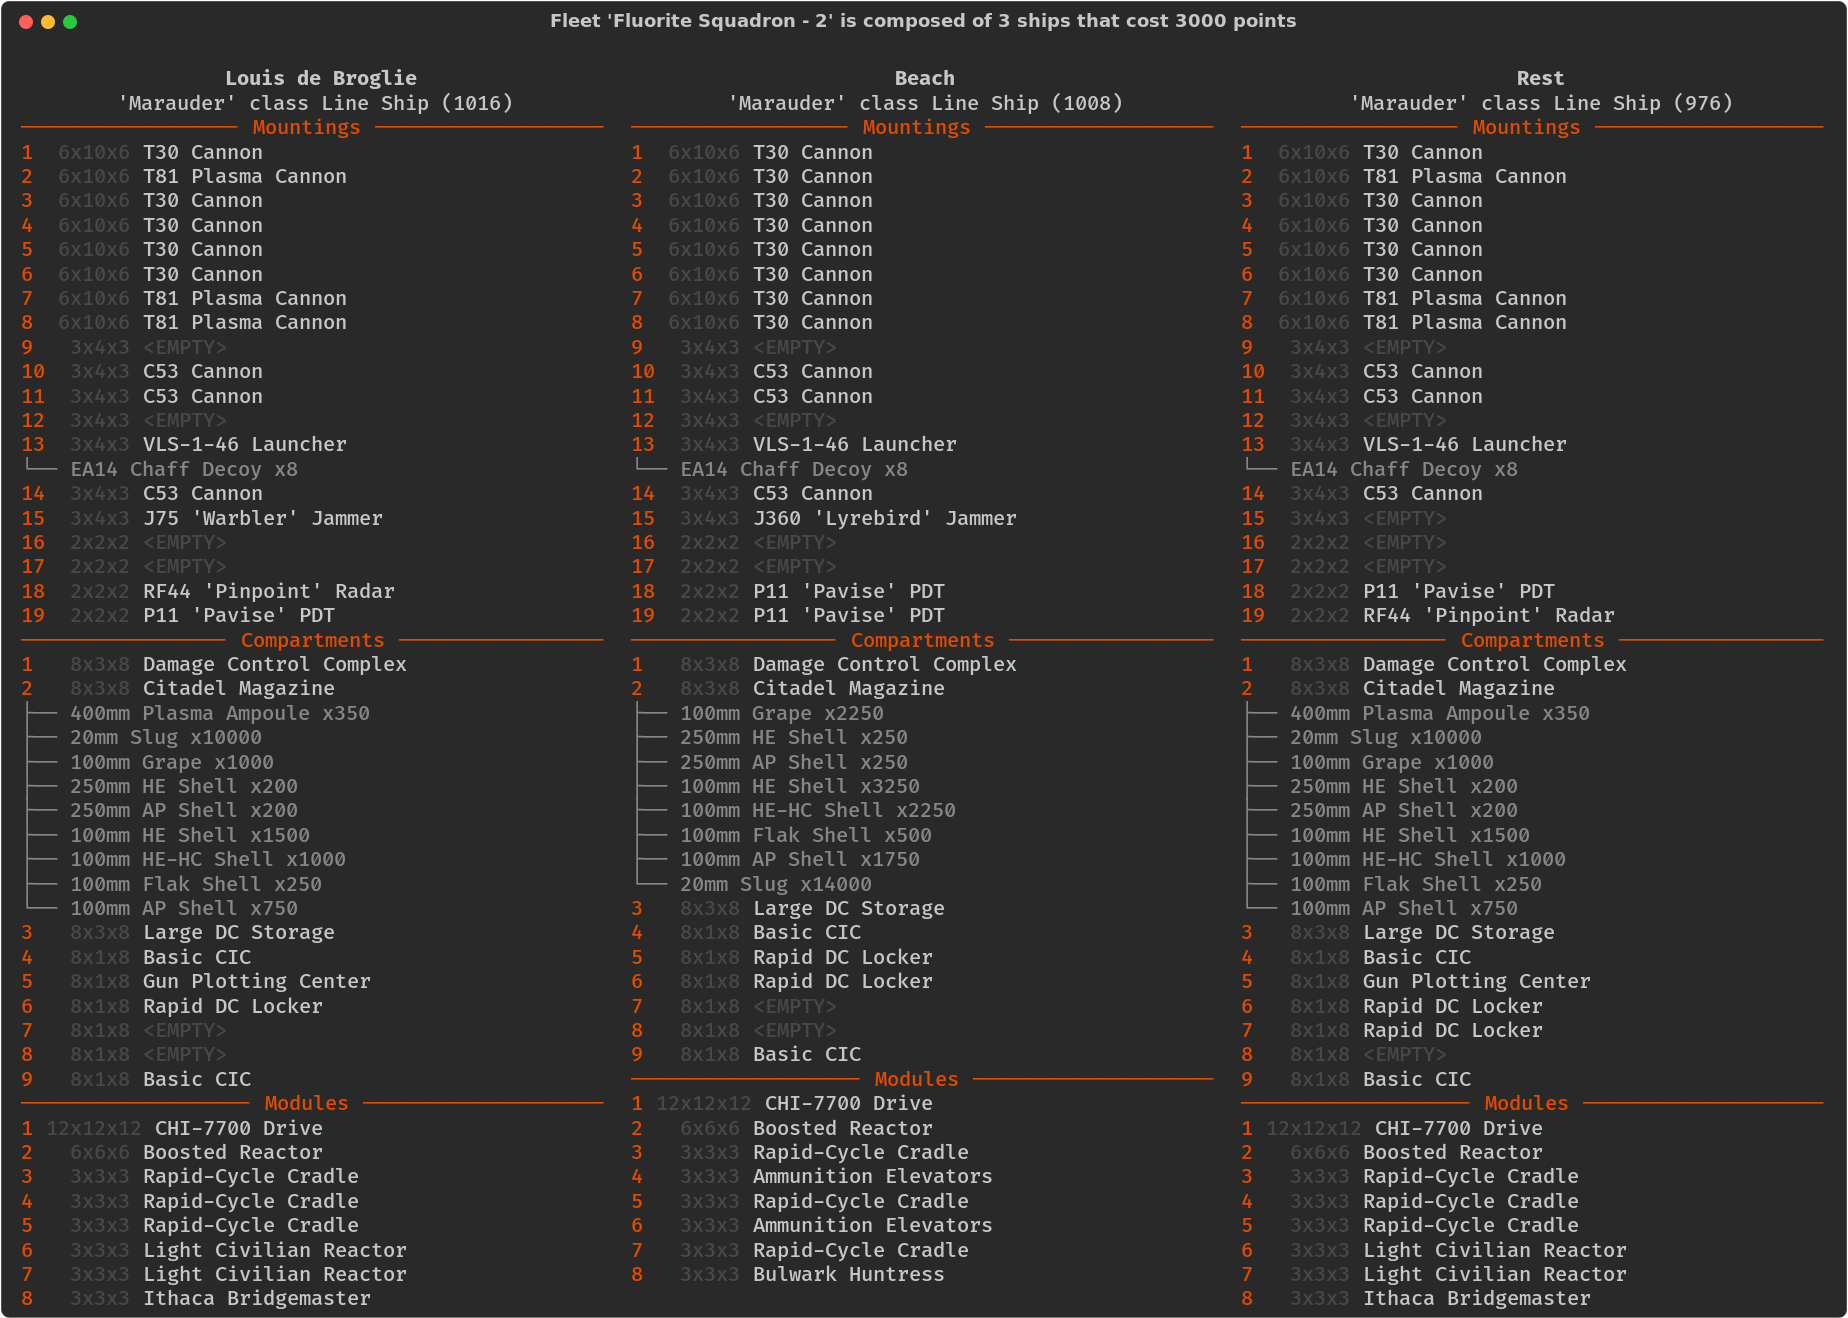 Fleet 'Fluorite Squadron - 2' is composed of 3 ships that cost 3000 points
Louis de Broglie
'Marauder' class Line Ship (1016)
Mountings
1 6x10x6 T30 Cannon
2 6x10x6 T81 Plasma Cannon
3 6x10x6 T30 Cannon
4 6x10x6 T30 Cannon
5 6x10x6 T30 Cannon
6 6x10x6 T30 Cannon
7 6x10x6 T81 Plasma Cannon
8 6x10x6 T81 Plasma Cannon
9 3x4x3 <EMPTY>
10 3x4x3 C53 Cannon
11 3x4x3 C53 Cannon
12 3x4x3 <EMPTY>
13 3x4x3 VLS-1-46 Launcher
└── EA14 Chaff Decoy x8
14 3x4x3 C53 Cannon
15 3x4x3 J75 'Warbler' Jammer
16 2x2x2 <EMPTY>
17 2x2x2 <EMPTY>
18 2x2x2 RF44 'Pinpoint' Radar
19 2x2x2 P11 'Pavise' PDT
Compartments
1 8x3x8 Damage Control Complex
2 8x3x8 Citadel Magazine
├── 400mm Plasma Ampoule x350
├── 20mm Slug x10000
├── 100mm Grape x1000
├── 250mm HE Shell x200
├── 250mm AP Shell x200
├── 100mm HE Shell x1500
├── 100mm HE-HC Shell x1000
├── 100mm Flak Shell x250
└── 100mm AP Shell x750
3 8x3x8 Large DC Storage
4 8x1x8 Basic CIC
5 8x1x8 Gun Plotting Center
6 8x1x8 Rapid DC Locker
7 8x1x8 <EMPTY>
8 8x1x8 <EMPTY>
9 8x1x8 Basic CIC
Modules
1 12x12x12 CHI-7700 Drive
2 6x6x6 Boosted Reactor
3 3x3x3 Rapid-Cycle Cradle
4 3x3x3 Rapid-Cycle Cradle
5 3x3x3 Rapid-Cycle Cradle
6 3x3x3 Light Civilian Reactor
7 3x3x3 Light Civilian Reactor
8 3x3x3 Ithaca Bridgemaster
Beach
'Marauder' class Line Ship (1008)
Mountings
1 6x10x6 T30 Cannon
2 6x10x6 T30 Cannon
3 6x10x6 T30 Cannon
4 6x10x6 T30 Cannon
5 6x10x6 T30 Cannon
6 6x10x6 T30 Cannon
7 6x10x6 T30 Cannon
8 6x10x6 T30 Cannon
9 3x4x3 <EMPTY>
10 3x4x3 C53 Cannon
11 3x4x3 C53 Cannon
12 3x4x3 <EMPTY>
13 3x4x3 VLS-1-46 Launcher
└── EA14 Chaff Decoy x8
14 3x4x3 C53 Cannon
15 3x4x3 J360 'Lyrebird' Jammer
16 2x2x2 <EMPTY>
17 2x2x2 <EMPTY>
18 2x2x2 P11 'Pavise' PDT
19 2x2x2 P11 'Pavise' PDT
Compartments
1 8x3x8 Damage Control Complex
2 8x3x8 Citadel Magazine
├── 100mm Grape x2250
├── 250mm HE Shell x250
├── 250mm AP Shell x250
├── 100mm HE Shell x3250
├── 100mm HE-HC Shell x2250
├── 100mm Flak Shell x500
├── 100mm AP Shell x1750
└── 20mm Slug x14000
3 8x3x8 Large DC Storage
4 8x1x8 Basic CIC
5 8x1x8 Rapid DC Locker
6 8x1x8 Rapid DC Locker
7 8x1x8 <EMPTY>
8 8x1x8 <EMPTY>
9 8x1x8 Basic CIC
Modules
1 12x12x12 CHI-7700 Drive
2 6x6x6 Boosted Reactor
3 3x3x3 Rapid-Cycle Cradle
4 3x3x3 Ammunition Elevators
5 3x3x3 Rapid-Cycle Cradle
6 3x3x3 Ammunition Elevators
7 3x3x3 Rapid-Cycle Cradle
8 3x3x3 Bulwark Huntress
Rest
'Marauder' class Line Ship (976)
Mountings
1 6x10x6 T30 Cannon
2 6x10x6 T81 Plasma Cannon
3 6x10x6 T30 Cannon
4 6x10x6 T30 Cannon
5 6x10x6 T30 Cannon
6 6x10x6 T30 Cannon
7 6x10x6 T81 Plasma Cannon
8 6x10x6 T81 Plasma Cannon
9 3x4x3 <EMPTY>
10 3x4x3 C53 Cannon
11 3x4x3 C53 Cannon
12 3x4x3 <EMPTY>
13 3x4x3 VLS-1-46 Launcher
└── EA14 Chaff Decoy x8
14 3x4x3 C53 Cannon
15 3x4x3 <EMPTY>
16 2x2x2 <EMPTY>
17 2x2x2 <EMPTY>
18 2x2x2 P11 'Pavise' PDT
19 2x2x2 RF44 'Pinpoint' Radar
Compartments
1 8x3x8 Damage Control Complex
2 8x3x8 Citadel Magazine
├── 400mm Plasma Ampoule x350
├── 20mm Slug x10000
├── 100mm Grape x1000
├── 250mm HE Shell x200
├── 250mm AP Shell x200
├── 100mm HE Shell x1500
├── 100mm HE-HC Shell x1000
├── 100mm Flak Shell x250
└── 100mm AP Shell x750
3 8x3x8 Large DC Storage
4 8x1x8 Basic CIC
5 8x1x8 Gun Plotting Center
6 8x1x8 Rapid DC Locker
7 8x1x8 Rapid DC Locker
8 8x1x8 <EMPTY>
9 8x1x8 Basic CIC
Modules
1 12x12x12 CHI-7700 Drive
2 6x6x6 Boosted Reactor
3 3x3x3 Rapid-Cycle Cradle
4 3x3x3 Rapid-Cycle Cradle
5 3x3x3 Rapid-Cycle Cradle
6 3x3x3 Light Civilian Reactor
7 3x3x3 Light Civilian Reactor
8 3x3x3 Ithaca Bridgemaster